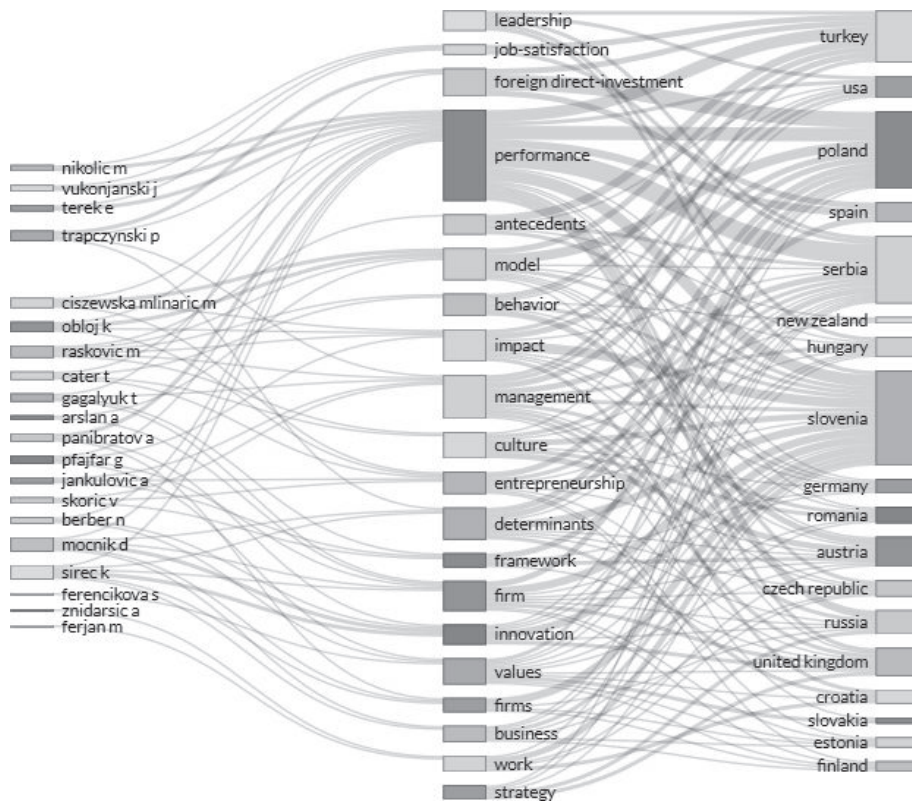 nikolic m
vukonjanski j
terek e
trapczynski p
ciszewska mlinaric m
obloj k
raskovic m
cater t
gagalyuk t
arslan a
panibratov a
pfajfar g
jankulovic a
skoric v
berber n
mocnik d
sirec k
ferencikova s
znidarsic a
ferjan m
leadership
job-satisfaction
foreign direct-investment
performance
antecedents
model
behavior
impact
management
culture
entrepreneurship
determinants
framework
firm
innovation
values
firms
business
work
strategy
turkey
usa
poland
spain
serbia
new zealand
hungary
slovenia
germany
romania
austria
czech republic
russia
united kingdom
croatia
slovakia
estonia
finland